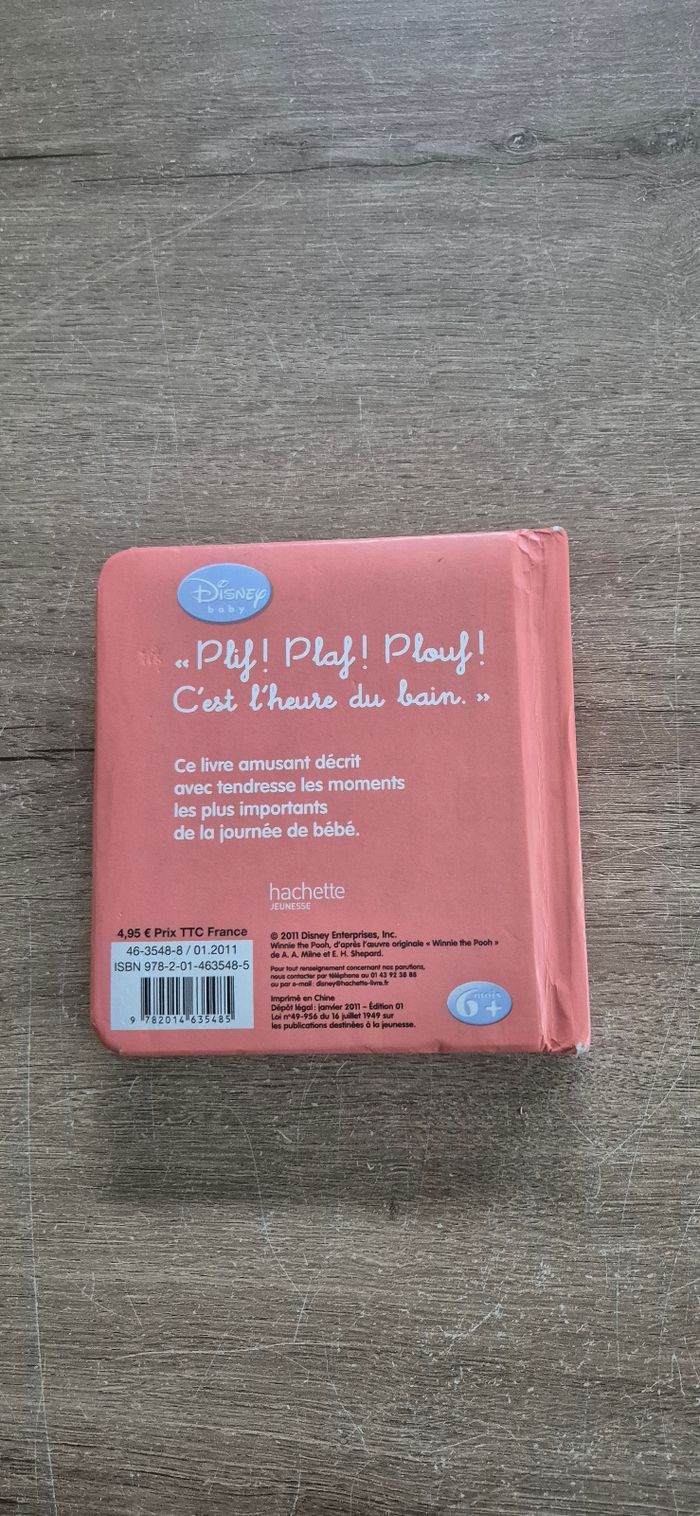 Disney
baby
« Plif ! Plaf ! Plouf !
C'est l'heure du bain. »
Ce livre amusant décrit
avec tendresse les moments
les plus importants
de la journée de bébé.
hachette
JEUNESSE
4,95 € Prix TTC France
46-3548-8 / 01.2011
ISBN 978-2-01-463548-5
9 782014 635485
© 2011 Disney Enterprises, Inc.
Winnie the Pooh, d'après l'œuvre originale « Winnie the Pooh »
de A. A. Milne et E. H. Shepard.
Pour tout renseignement concernant nos parutions,
nous contacter par téléphone au 01 43 92 38 88
ou par e-mail : disney@hachette-livre.fr
Imprimé en Chine
Dépôt légal : janvier 2011 – Édition 01
Loi n°49-956 du 16 juillet 1949 sur
les publications destinées à la jeunesse.
6 mois +